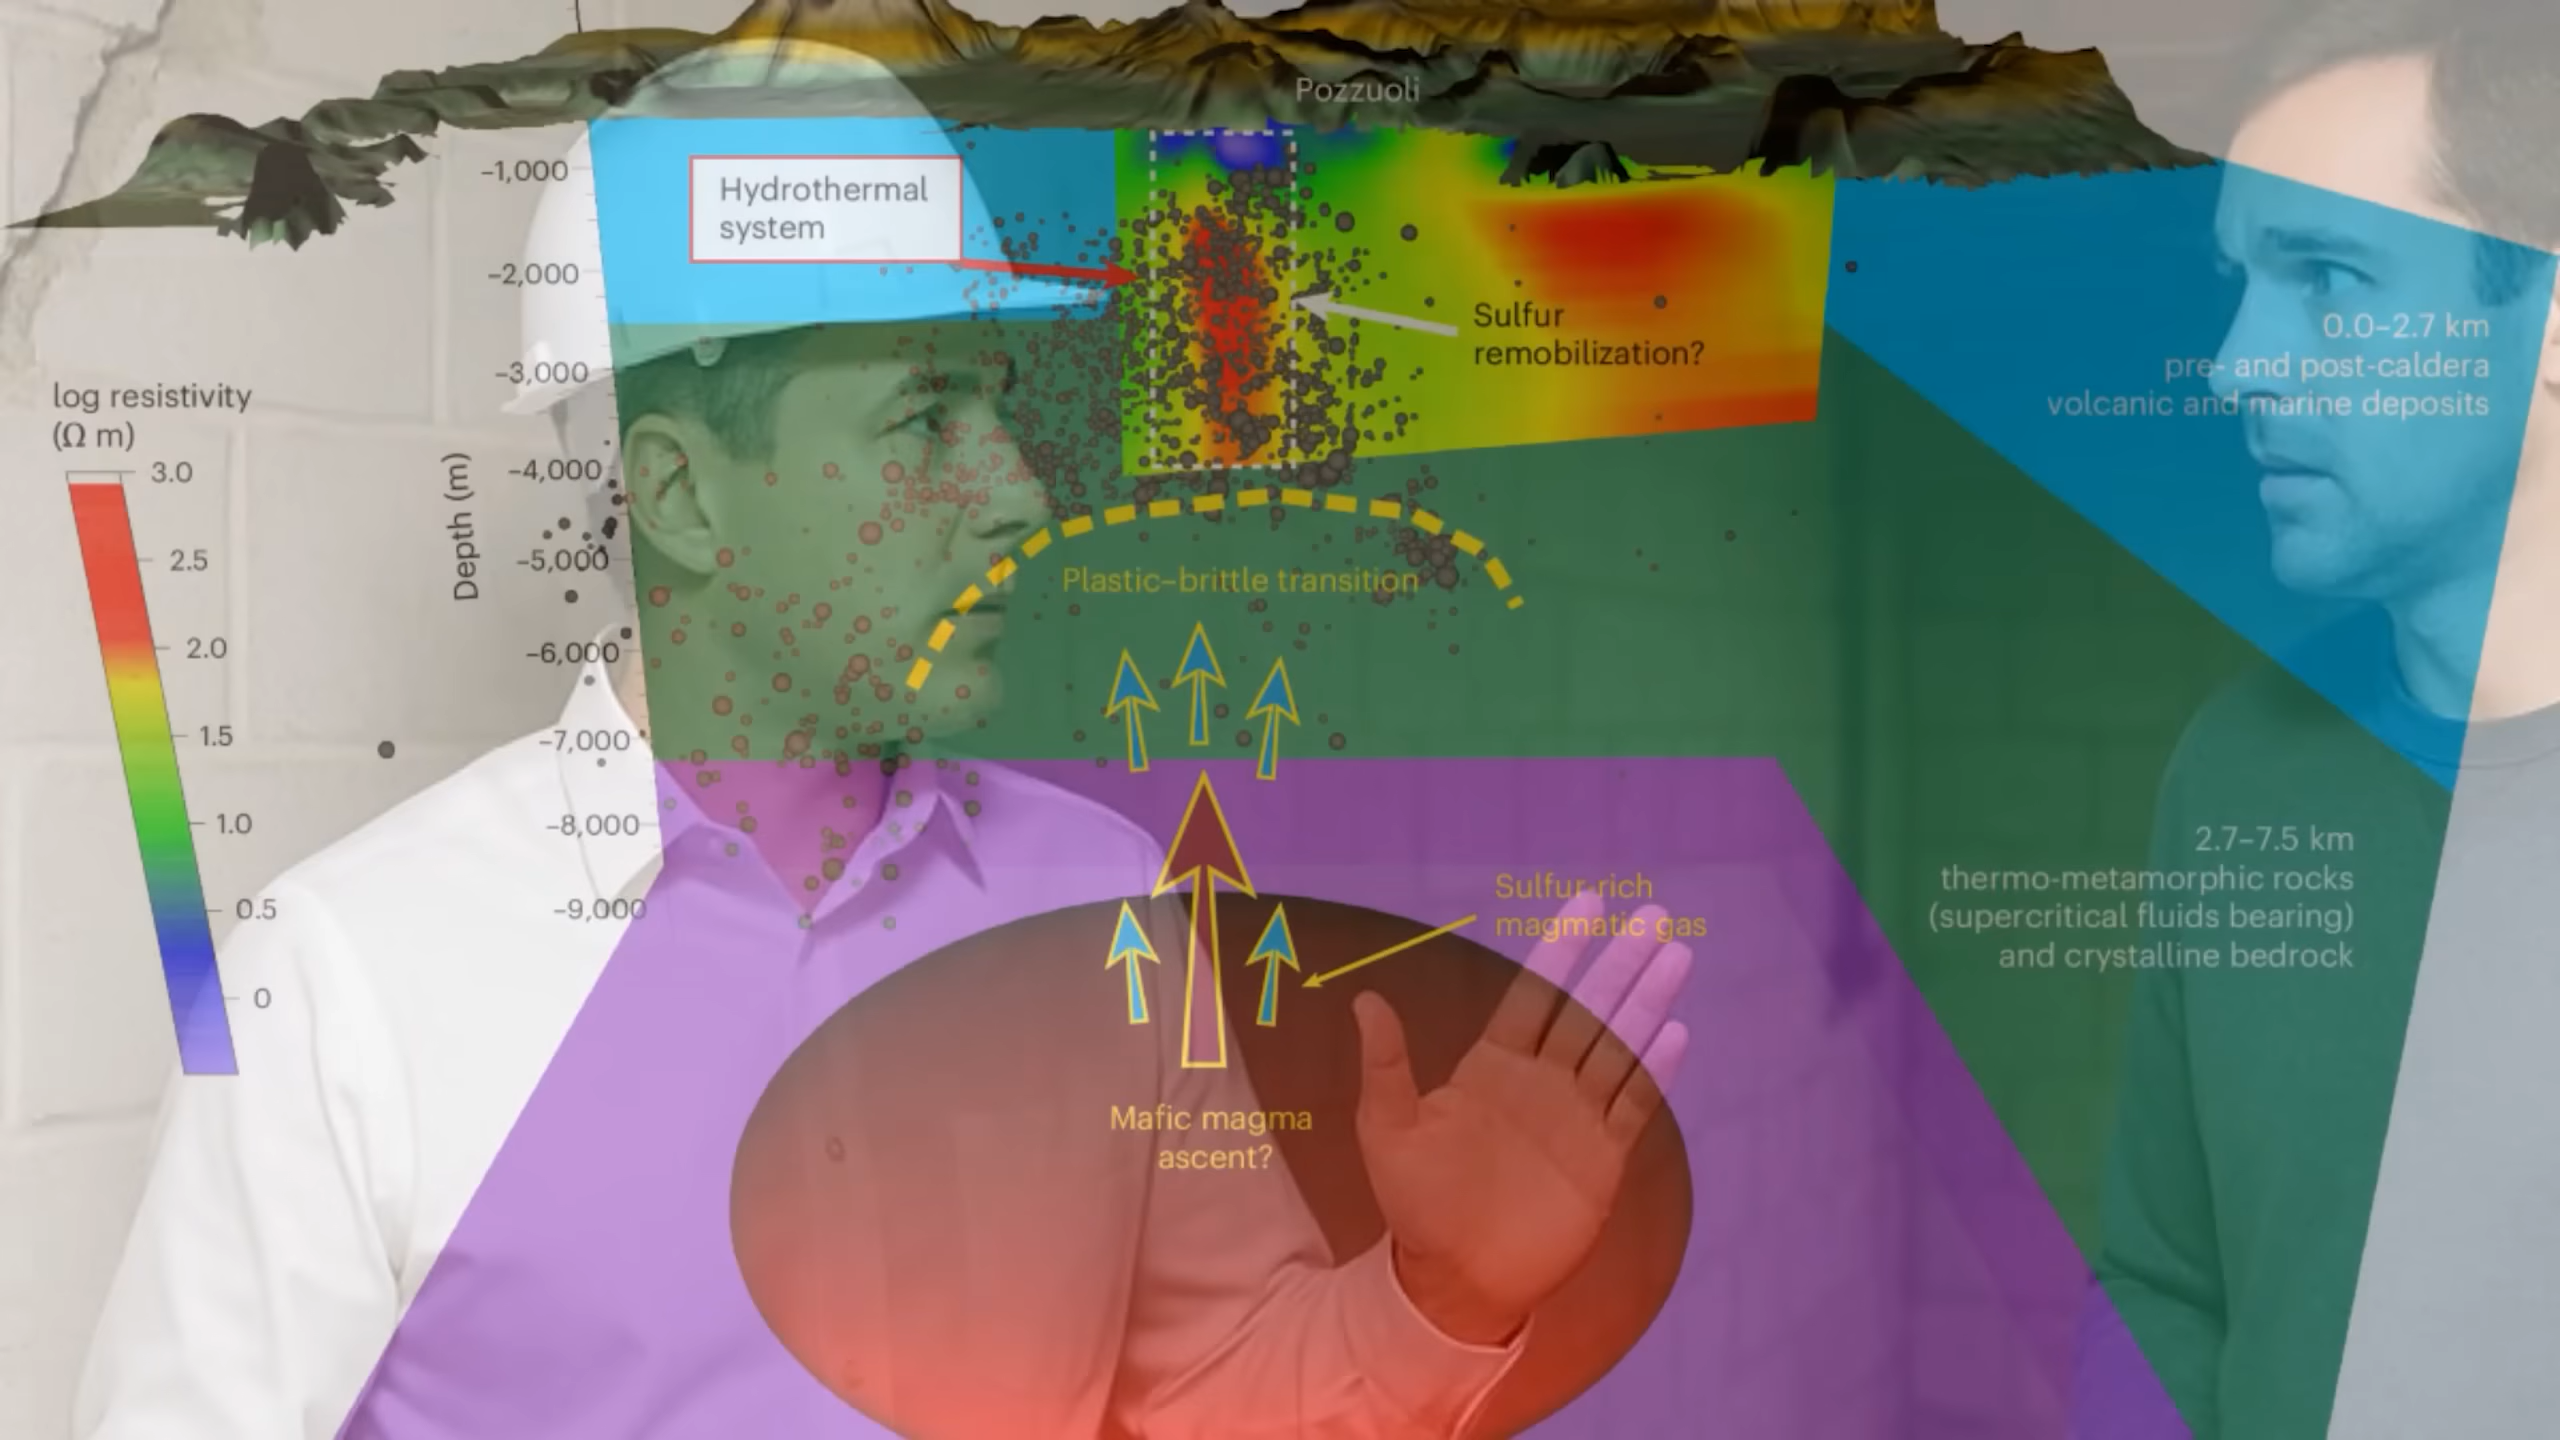 Pozzuoli
Hydrothermal
system
Sulfur
remobilization?
0.0–2.7 km
pre- and post-caldera
volcanic and marine deposits
log resistivity
(Ω m)
3.0
2.5
2.0
1.5
1.0
0.5
0
Depth (m)
–1,000
–2,000
–3,000
–4,000
–5,000
–6,000
–7,000
–8,000
–9,000
Plastic–brittle transition
2.7–7.5 km
thermo-metamorphic rocks
(supercritical fluids bearing)
and crystalline bedrock
Sulfur-rich
magmatic gas
Mafic magma
ascent?